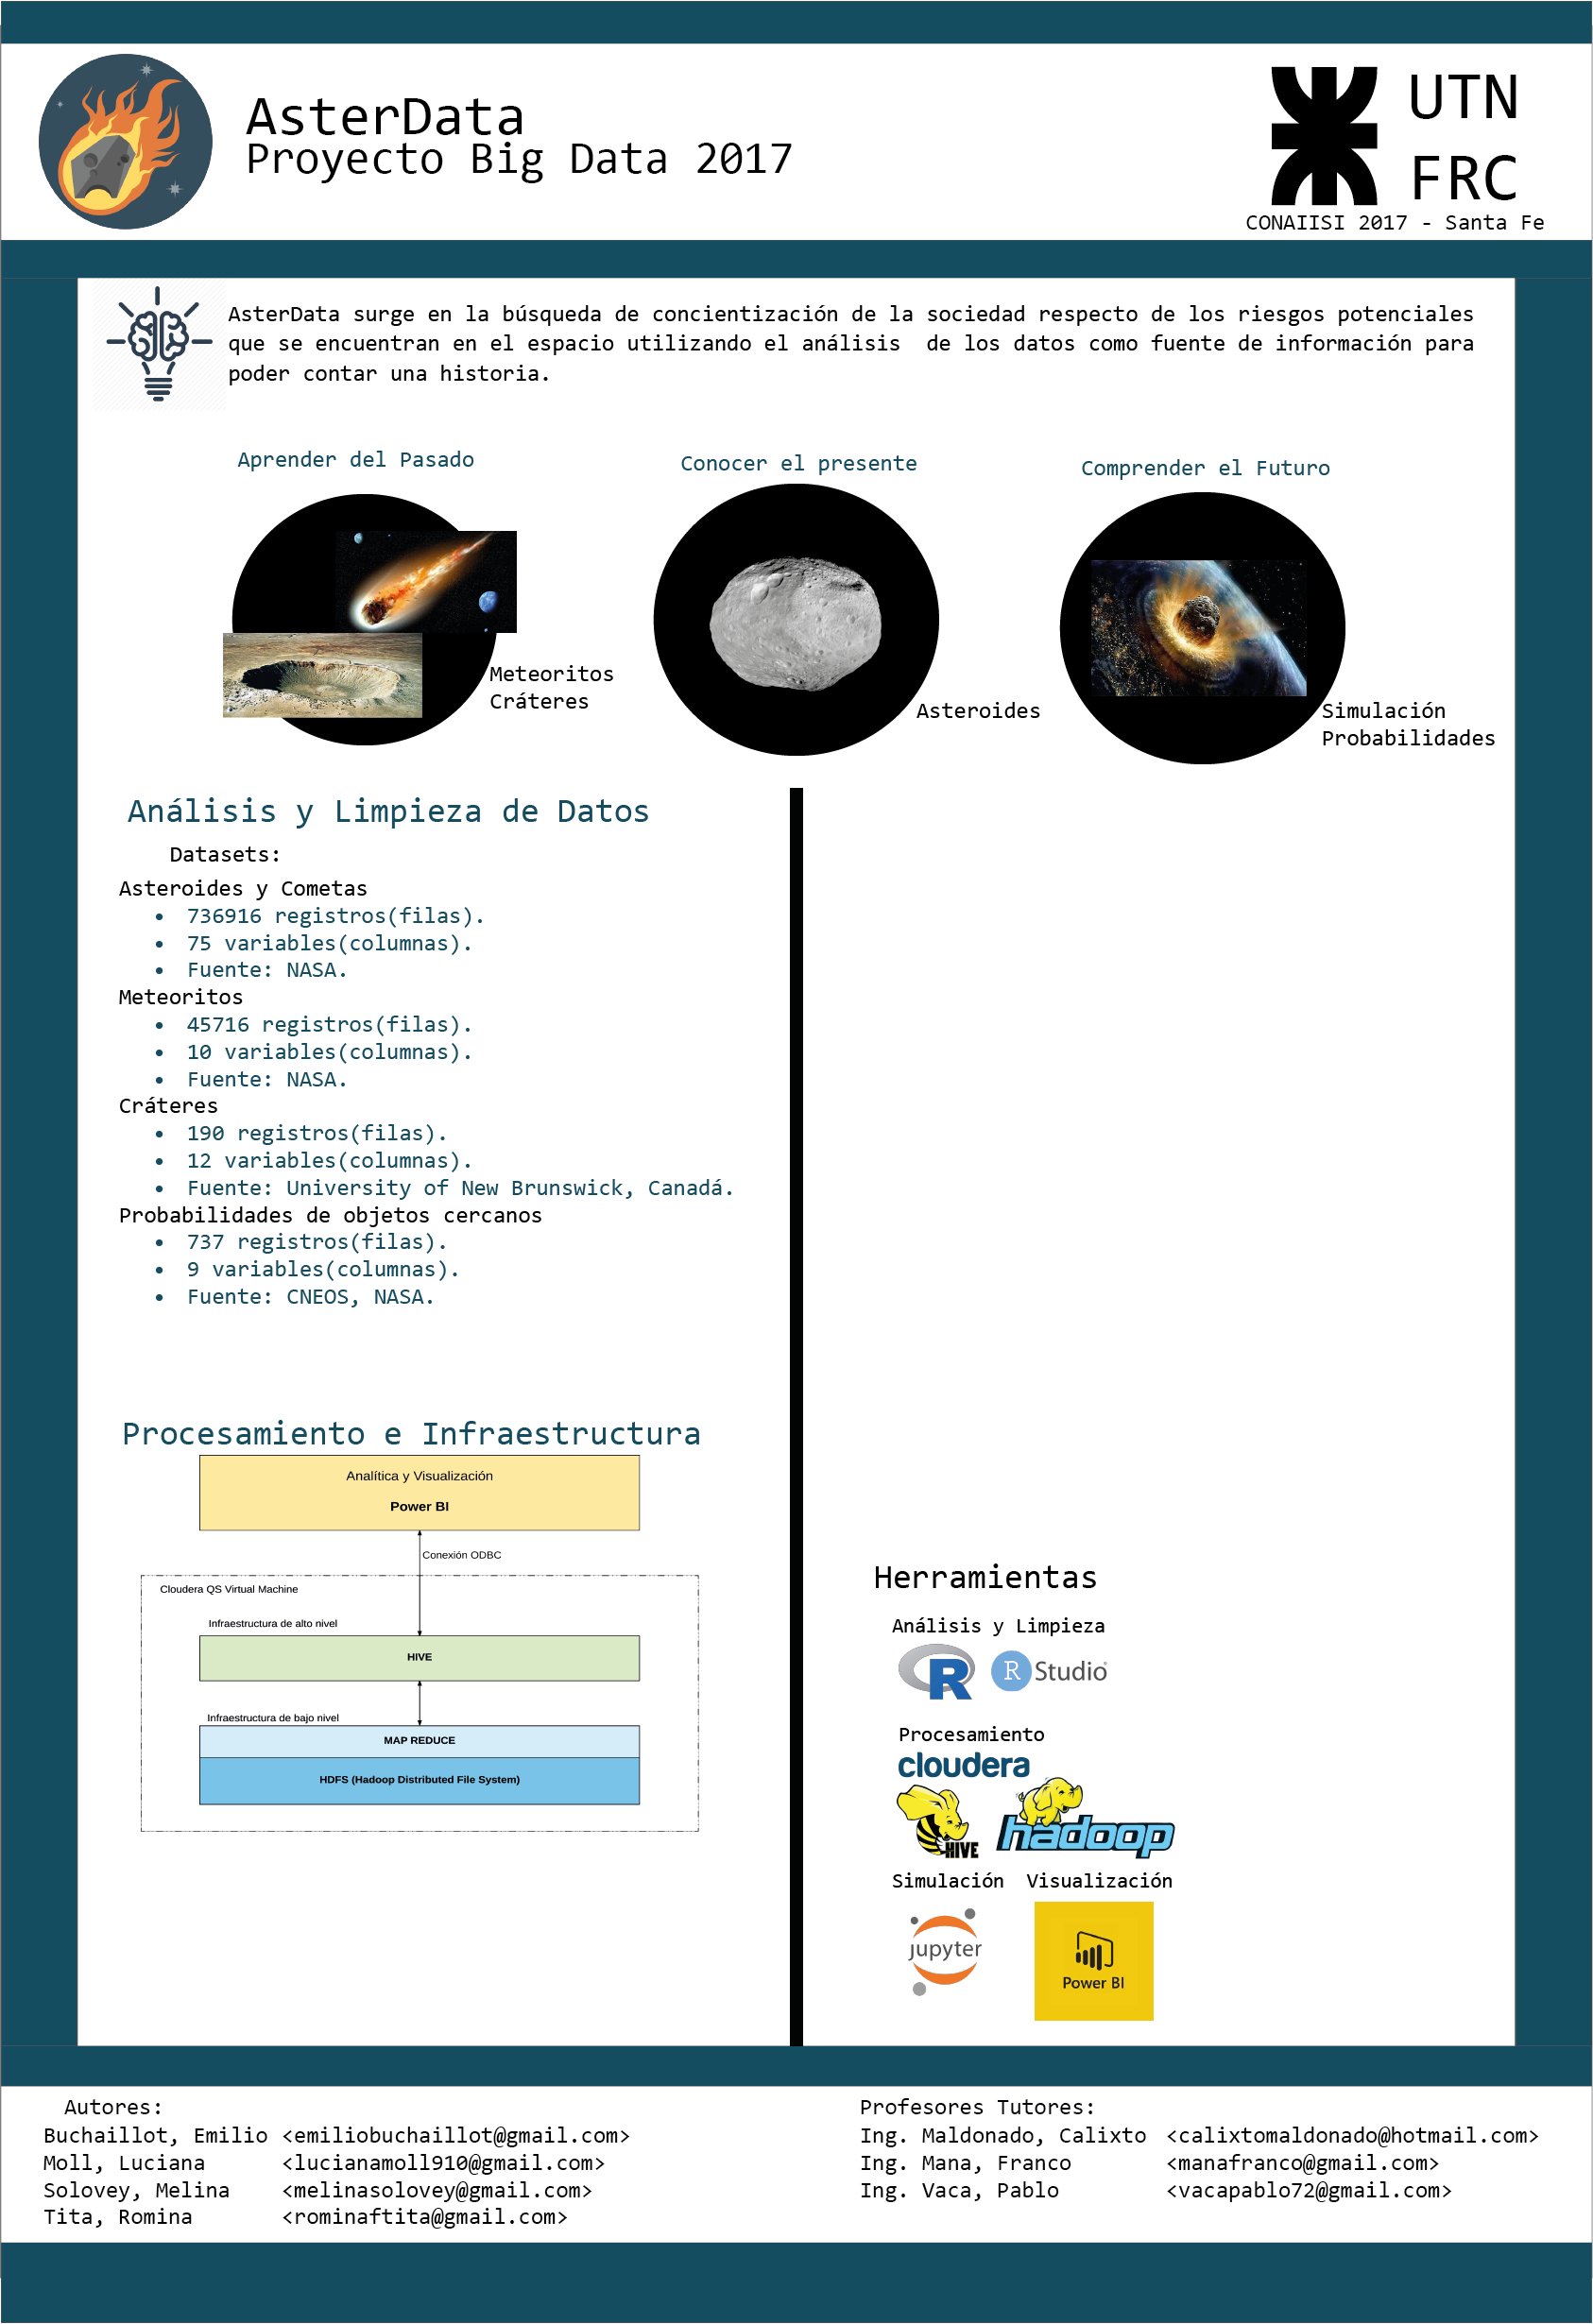 AsterData
Proyecto Big Data 2017
UTN
FRC
CONAIISI 2017 - Santa Fe
AsterData surge en la búsqueda de concientización de la sociedad respecto de los riesgos potenciales
que se encuentran en el espacio utilizando el análisis  de los datos como fuente de información para
poder contar una historia.
Aprender del Pasado
Meteoritos
Cráteres
Conocer el presente
Asteroides
Comprender el Futuro
Simulación
Probabilidades
Análisis y Limpieza de Datos
Datasets:
Asteroides y Cometas
• 736916 registros(filas).
• 75 variables(columnas).
• Fuente: NASA.
Meteoritos
• 45716 registros(filas).
• 10 variables(columnas).
• Fuente: NASA.
Cráteres
• 190 registros(filas).
• 12 variables(columnas).
• Fuente: University of New Brunswick, Canadá.
Probabilidades de objetos cercanos
• 737 registros(filas).
• 9 variables(columnas).
• Fuente: CNEOS, NASA.
Procesamiento e Infraestructura
Analítica y Visualización
Power BI
Conexión ODBC
Cloudera QS Virtual Machine
Infraestructura de alto nivel
HIVE
Infraestructura de bajo nivel
MAP REDUCE
HDFS (Hadoop Distributed File System)
Herramientas
Análisis y Limpieza
R
R Studio
Procesamiento
cloudera
HIVE
hadoop
Simulación
jupyter
Visualización
Power BI
Autores:
Buchaillot, Emilio <emiliobuchaillot@gmail.com>
Moll, Luciana <lucianamoll910@gmail.com>
Solovey, Melina <melinasolovey@gmail.com>
Tita, Romina <rominaftita@gmail.com>
Profesores Tutores:
Ing. Maldonado, Calixto <calixtomaldonado@hotmail.com>
Ing. Mana, Franco <manafranco@gmail.com>
Ing. Vaca, Pablo <vacapablo72@gmail.com>